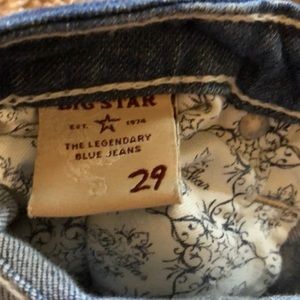 BIG STAR
EST. 1974
THE LEGENDARY
BLUE JEANS
29